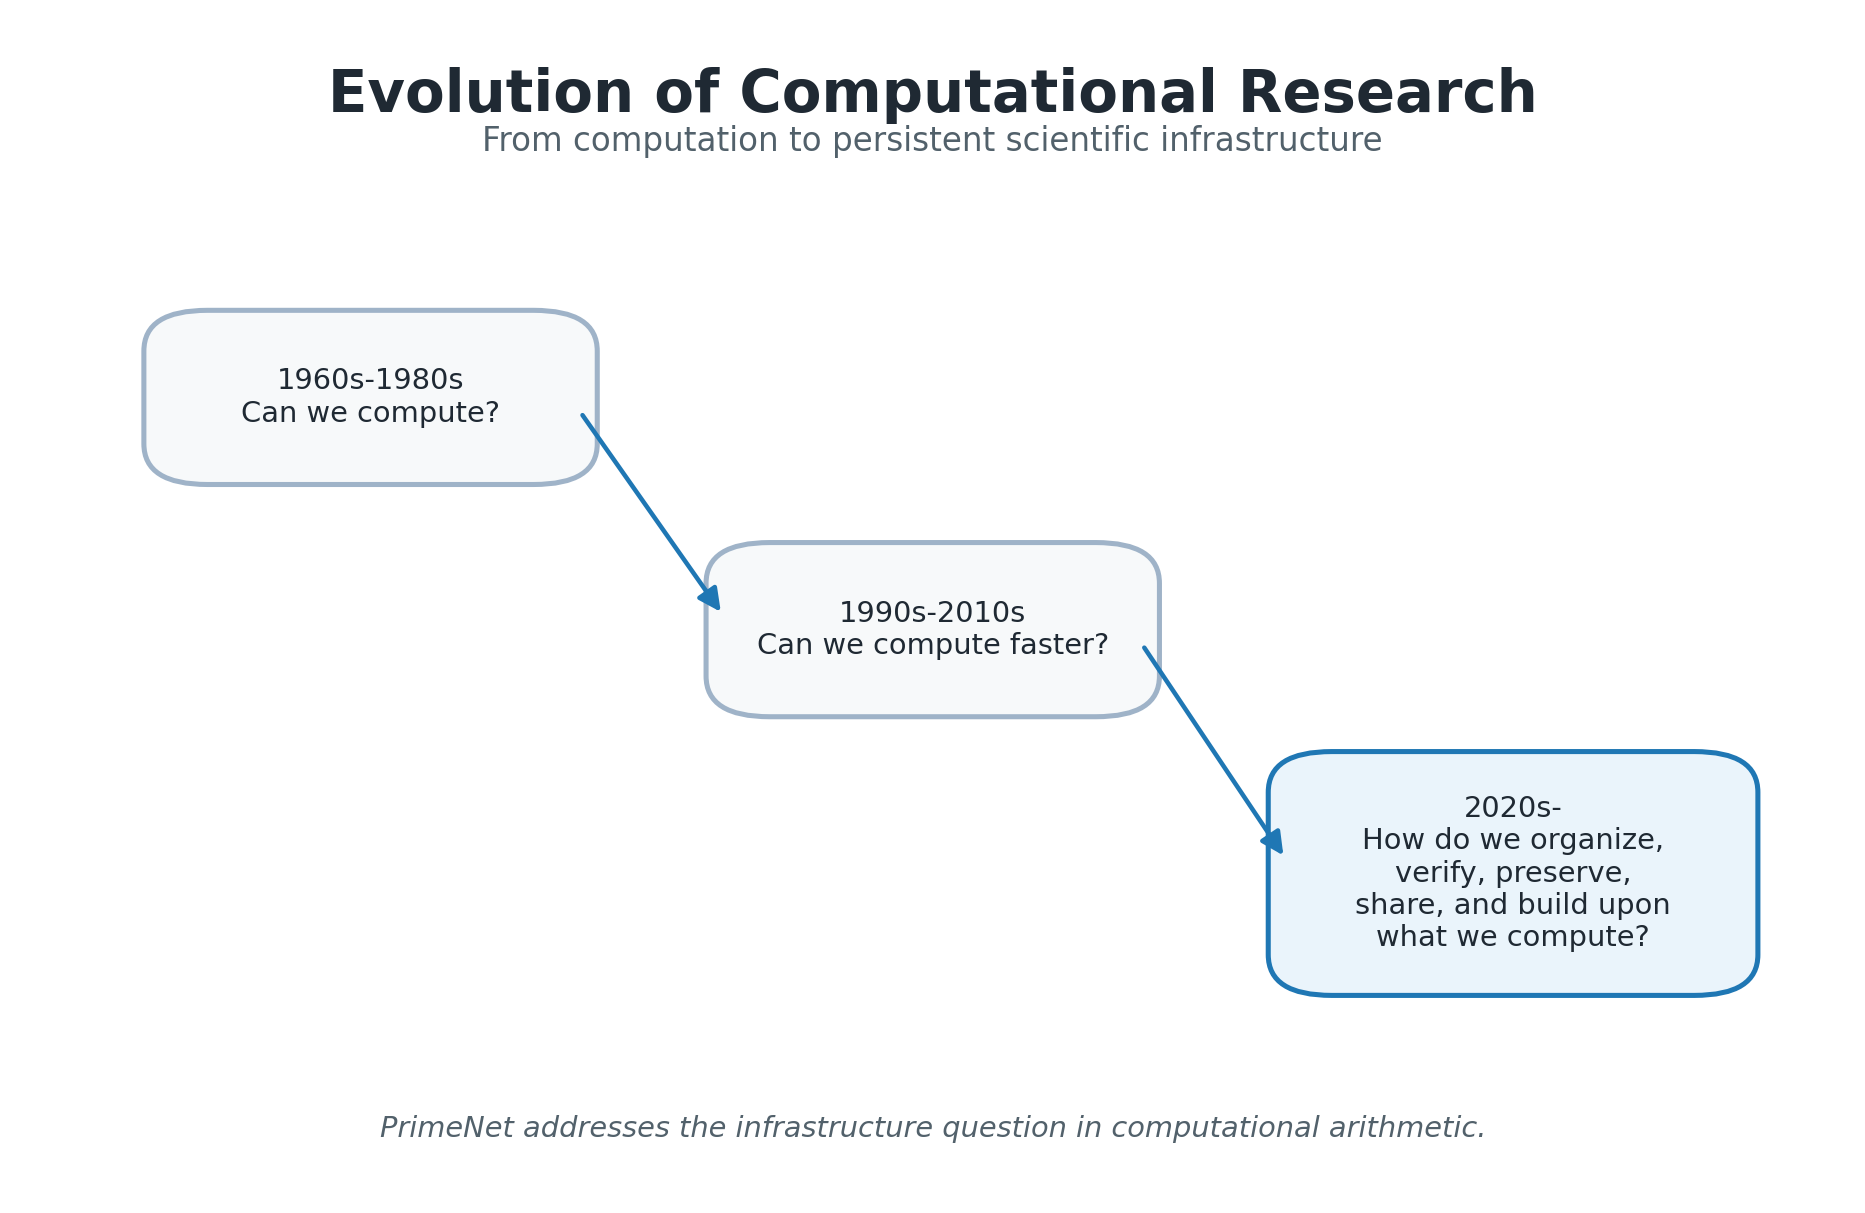 Evolution of Computational Research
From computation to persistent scientific infrastructure
1960s-1980s
Can we compute?
1990s-2010s
Can we compute faster?
2020s-
How do we organize,
verify, preserve,
share, and build upon
what we compute?
PrimeNet addresses the infrastructure question in computational arithmetic.